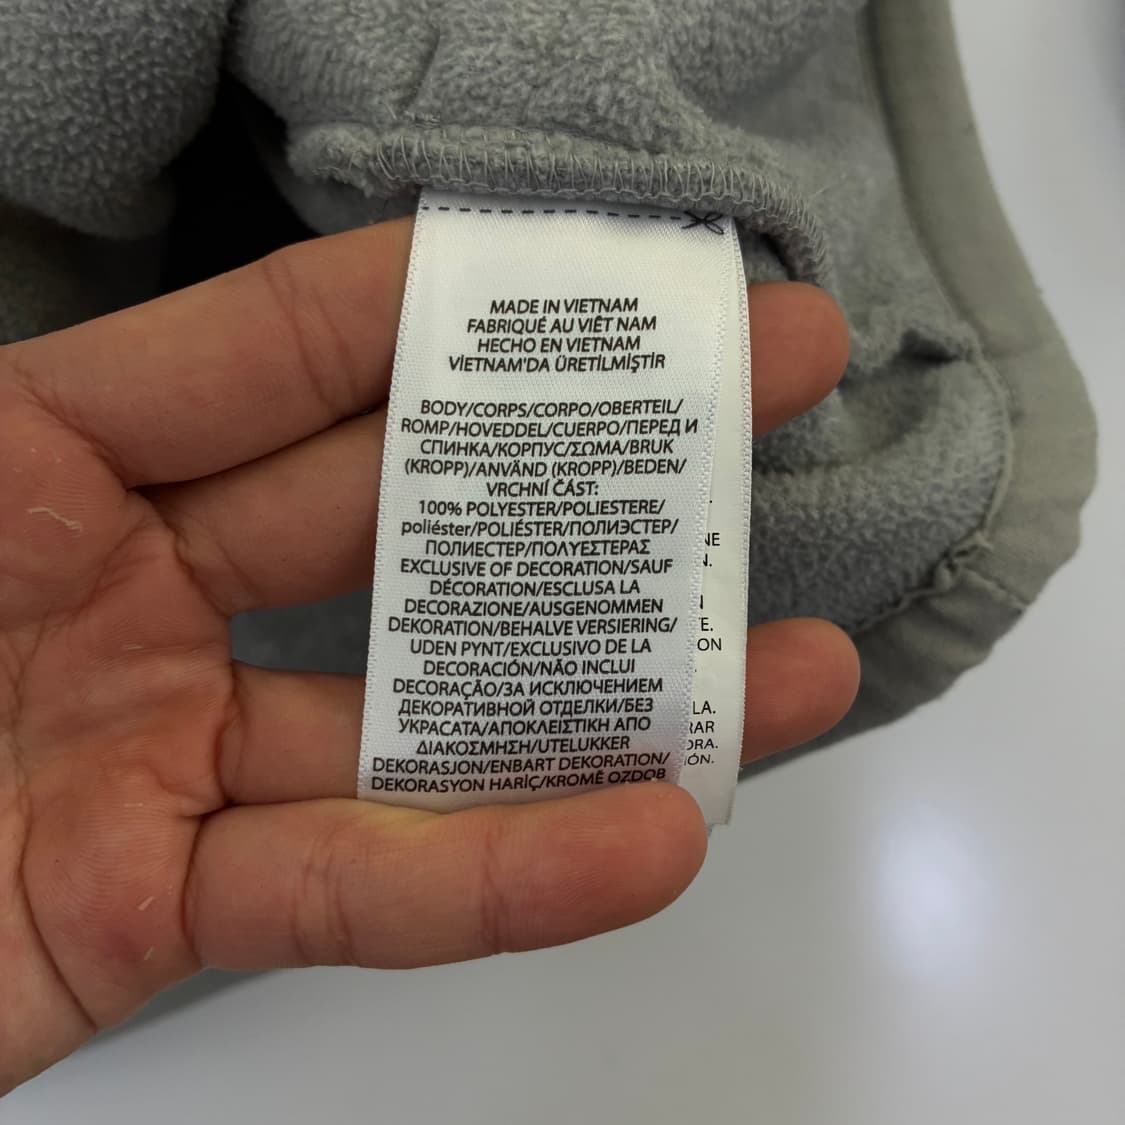 MADE IN VIETNAM
FABRIQUÉ AU VIÊT NAM
HECHO EN VIETNAM
VİETNAM'DA ÜRETİLMİŞTİR
BODY/CORPS/CORPO/OBERTEIL/
ROMP/HOVEDDEL/CUERPO/ПЕРЕД И
СПИНКА/КОРПУС/ΣΩΜΑ/BRUK
(KROPP)/ANVÄND (KROPP)/BEDEN/
VRCHNÍ ČÁST:
100% POLYESTER/POLIESTERE/
poliéster/POLIÉSTER/ПОЛИЭСТЕР/
ПОЛИЕСТЕР/ΠΟΛΥΕΣΤΕΡΑΣ
EXCLUSIVE OF DECORATION/SAUF
DÉCORATION/ESCLUSA LA
DECORAZIONE/AUSGENOMMEN
DEKORATION/BEHALVE VERSIERING/
UDEN PYNT/EXCLUSIVO DE LA
DECORACIÓN/NÃO INCLUI
DECORAÇÃO/ЗА ИСКЛЮЧЕНИЕМ
ДЕКОРАТИВНОЙ ОТДЕЛКИ/БЕЗ
УКРАСАТА/ΑΠΟΚΛΕΙΣΤΙΚΗ ΑΠΟ
ΔΙΑΚΟΣΜΗΣΗ/UTELUKKER
DEKORASJON/ENBART DEKORATION/
DEKORASYON HARİÇ/KROMĚ OZDOB